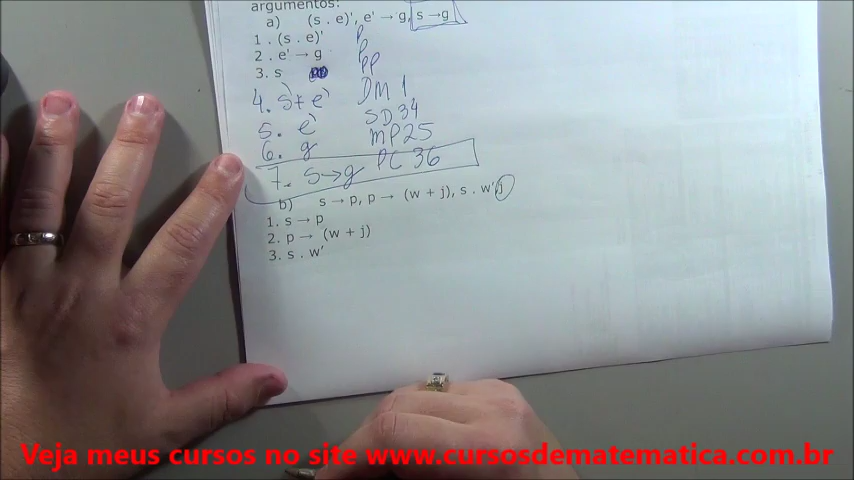 argumentos:
a) (s . e)', e' → g, s → g
1. (s . e)' p
2. e' → g p
3. s pp
4. s' + e' DM 1
5. e' SD 34
6. g MP 25
7. s → g PC 36
b) s → p, p → (w + j), s . w' j
1. s → p
2. p → (w + j)
3. s . w'
Veja meus cursos no site www.cursosdematematica.com.br